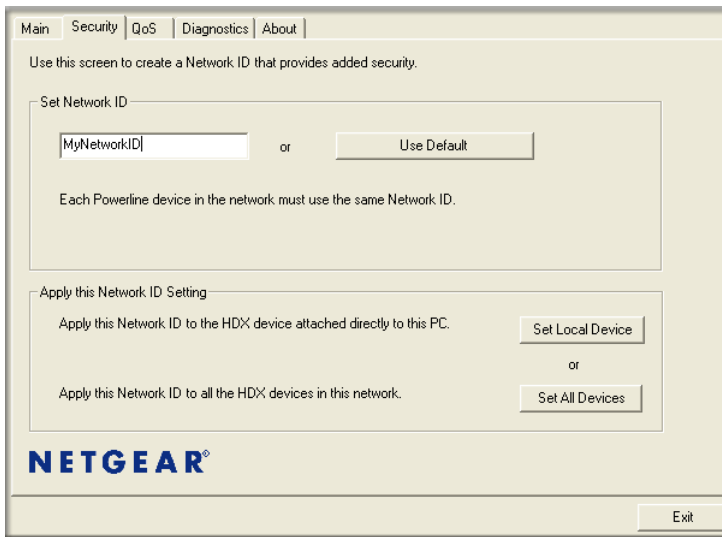 Main Security QoS Diagnostics About
Use this screen to create a Network ID that provides added security.
Set Network ID
MyNetworkID or Use Default
Each Powerline device in the network must use the same Network ID.
Apply this Network ID Setting
Apply this Network ID to the HDX device attached directly to this PC. Set Local Device
or
Apply this Network ID to all the HDX devices in this network. Set All Devices
NETGEAR®
Exit